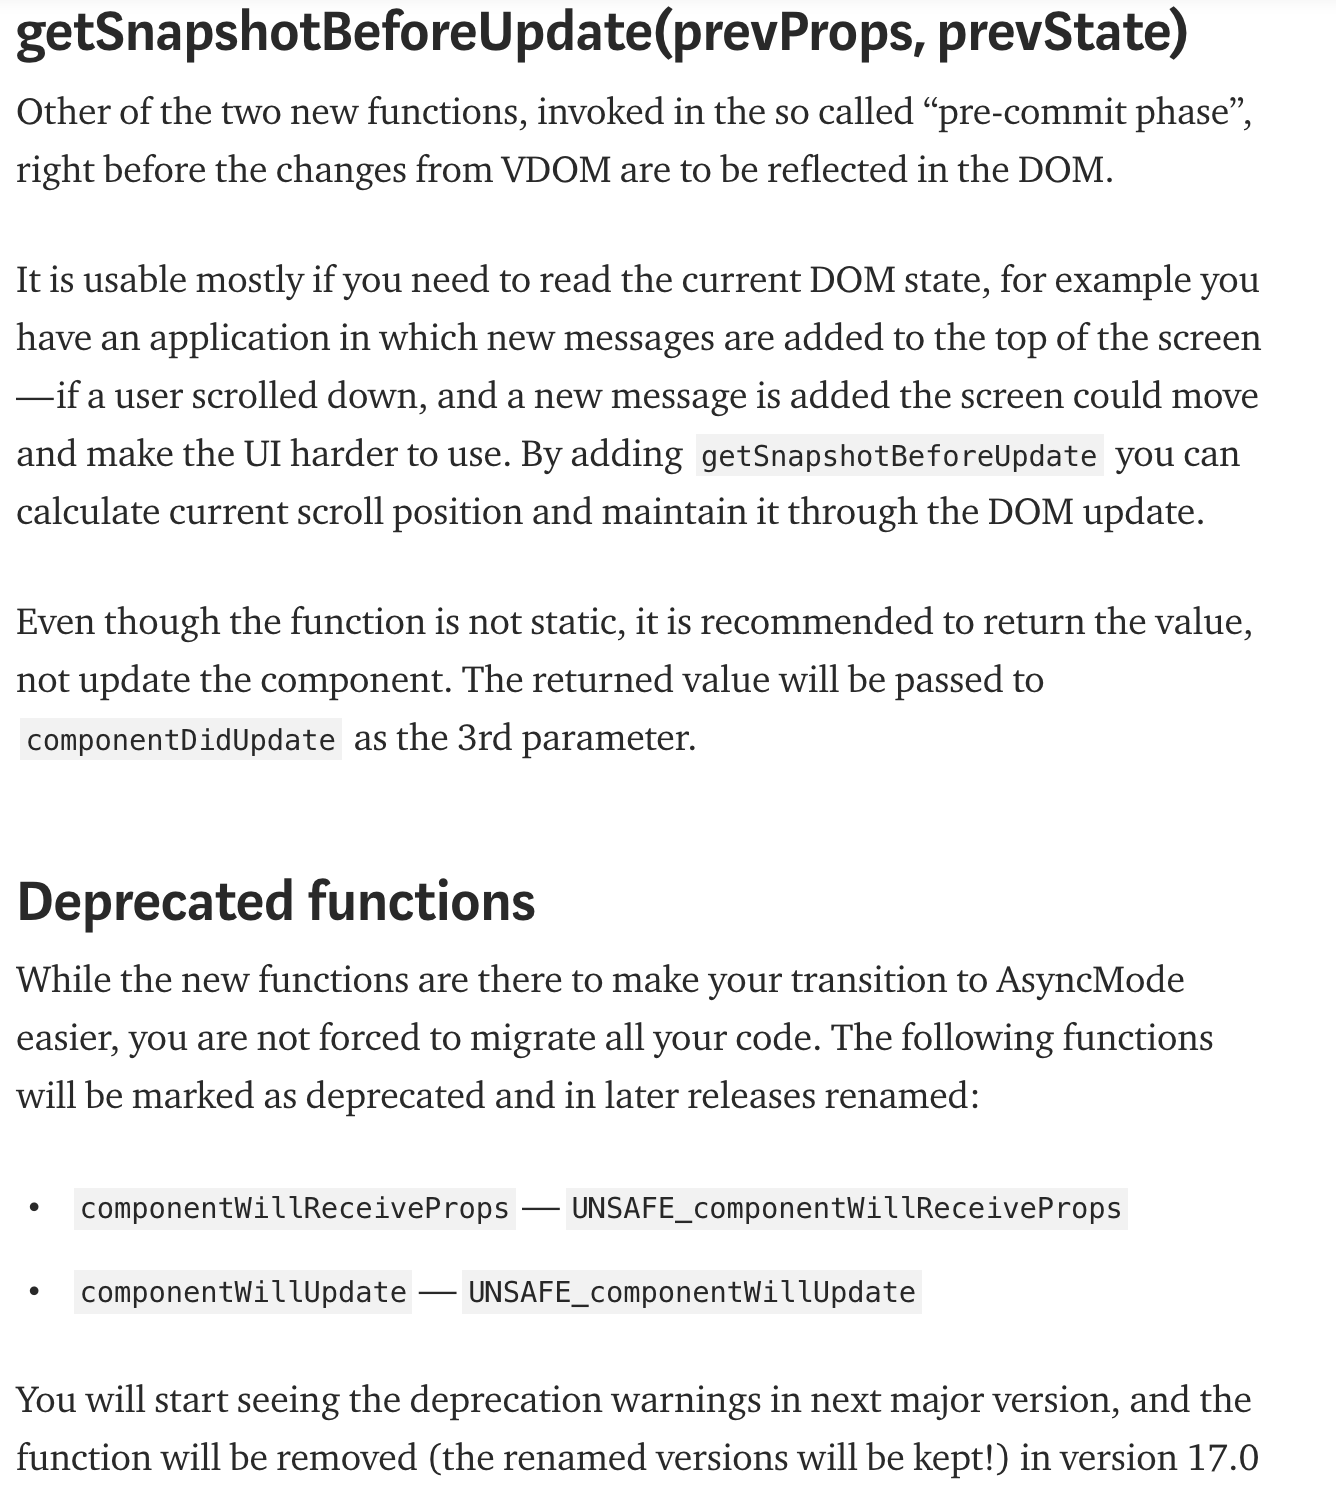 getSnapshotBeforeUpdate(prevProps, prevState)
Other of the two new functions, invoked in the so called “pre-commit phase”,
right before the changes from VDOM are to be reflected in the DOM.
It is usable mostly if you need to read the current DOM state, for example you
have an application in which new messages are added to the top of the screen
—if a user scrolled down, and a new message is added the screen could move
and make the UI harder to use. By adding getSnapshotBeforeUpdate you can
calculate current scroll position and maintain it through the DOM update.
Even though the function is not static, it is recommended to return the value,
not update the component. The returned value will be passed to
componentDidUpdate as the 3rd parameter.
Deprecated functions
While the new functions are there to make your transition to AsyncMode
easier, you are not forced to migrate all your code. The following functions
will be marked as deprecated and in later releases renamed:
• componentWillReceiveProps — UNSAFE_componentWillReceiveProps
• componentWillUpdate — UNSAFE_componentWillUpdate
You will start seeing the deprecation warnings in next major version, and the
function will be removed (the renamed versions will be kept!) in version 17.0